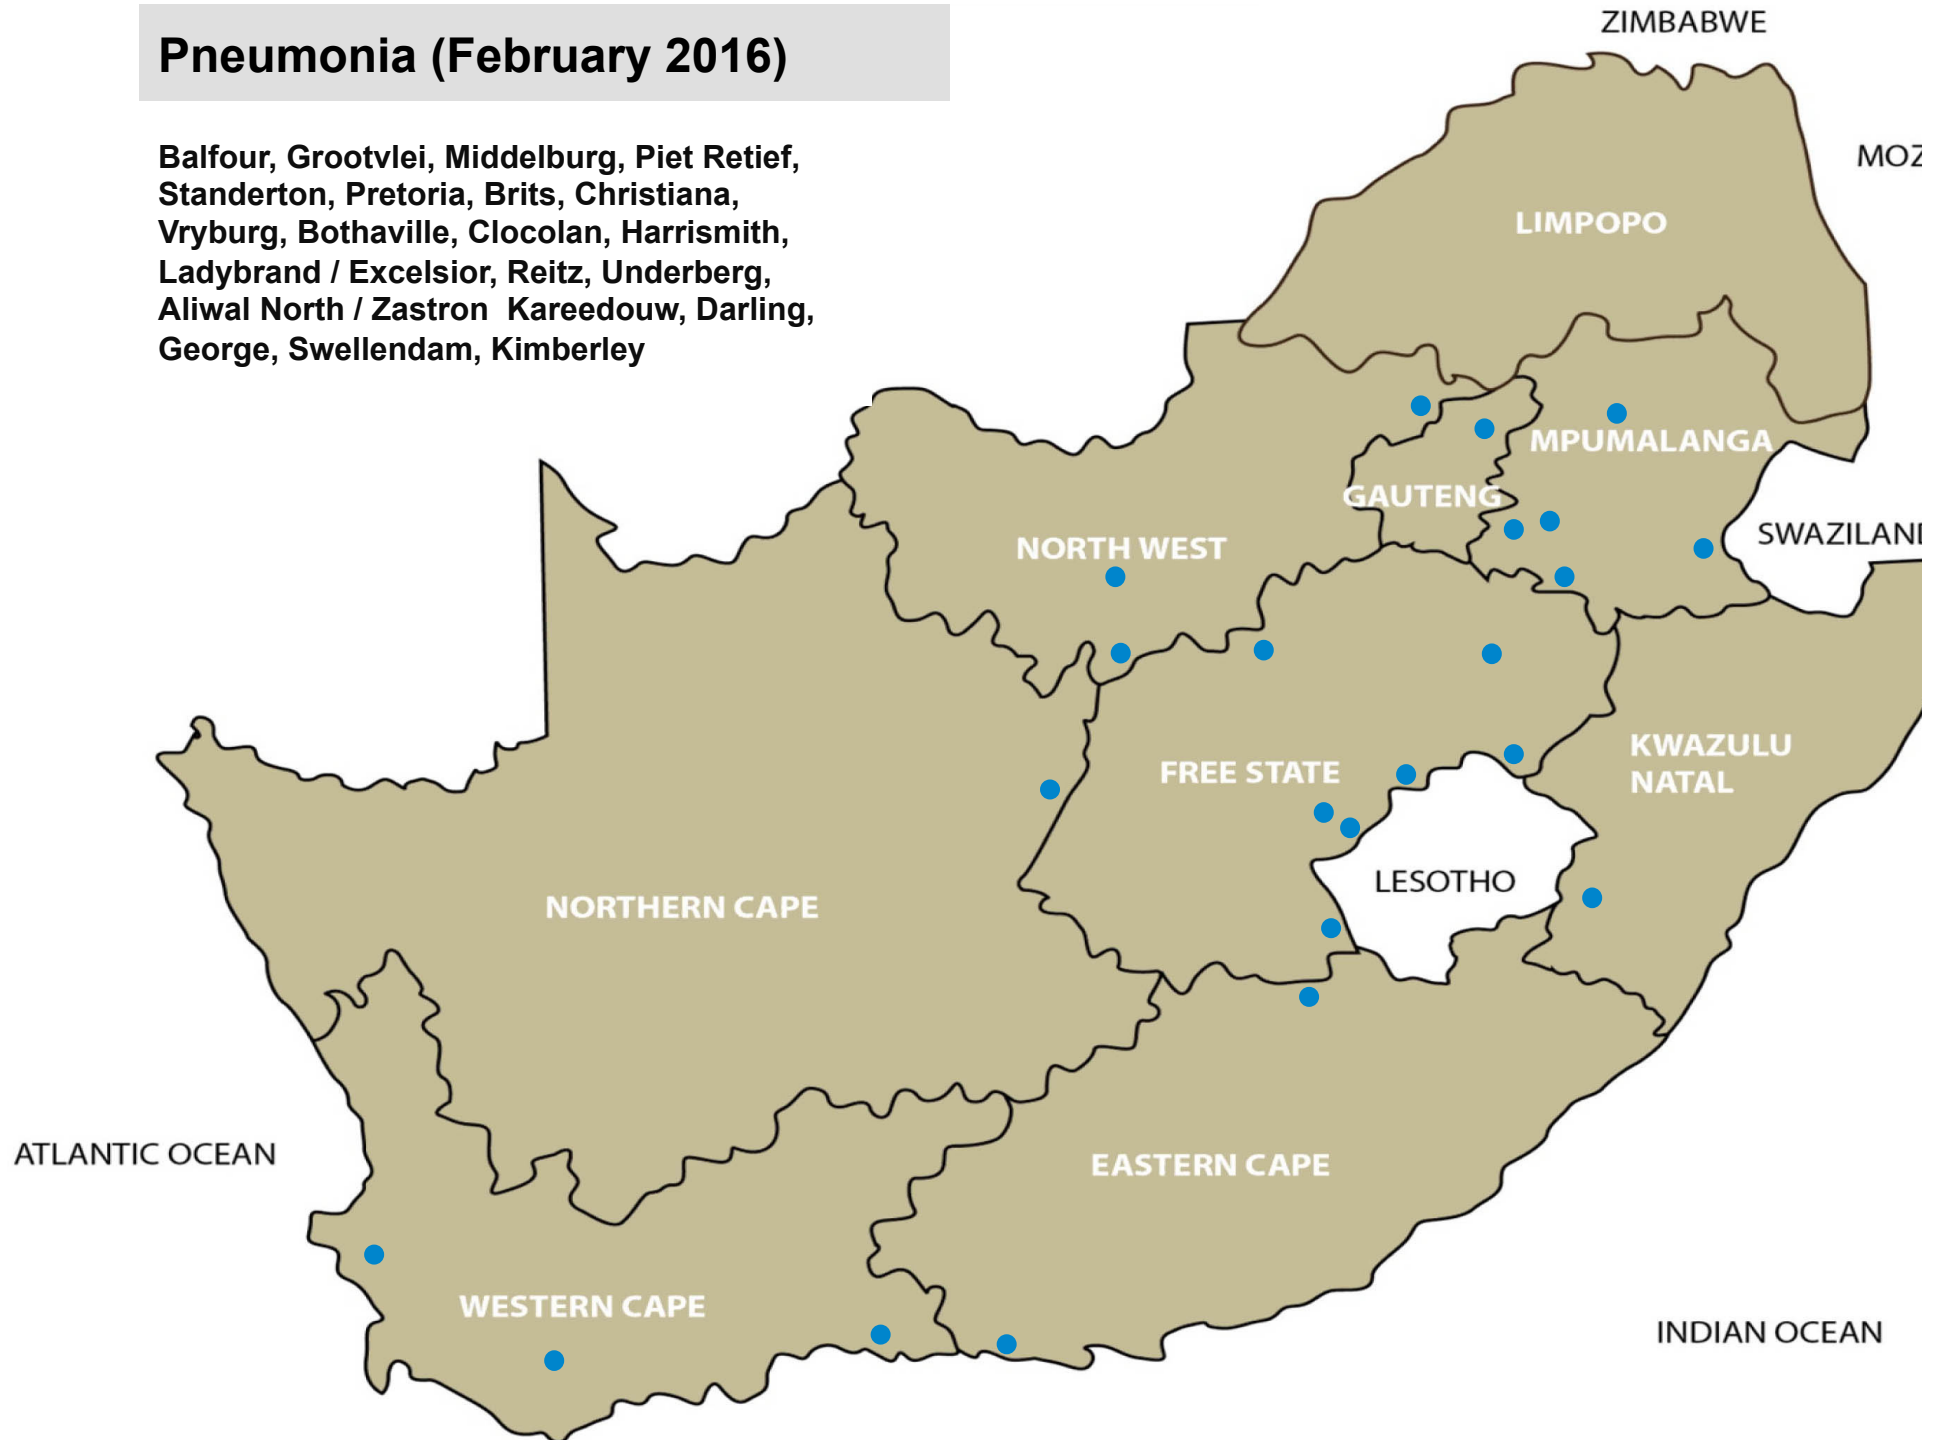 Pneumonia (February 2016)
Balfour, Grootvlei, Middelburg, Piet Retief,
Standerton, Pretoria, Brits, Christiana,
Vryburg, Bothaville, Clocolan, Harrismith,
Ladybrand / Excelsior, Reitz, Underberg,
Aliwal North / Zastron  Kareedouw, Darling,
George, Swellendam, Kimberley
ZIMBABWE
MOZ
LIMPOPO
MPUMALANGA
GAUTENG
SWAZILAND
NORTH WEST
KWAZULU
NATAL
FREE STATE
LESOTHO
NORTHERN CAPE
ATLANTIC OCEAN
EASTERN CAPE
WESTERN CAPE
INDIAN OCEAN